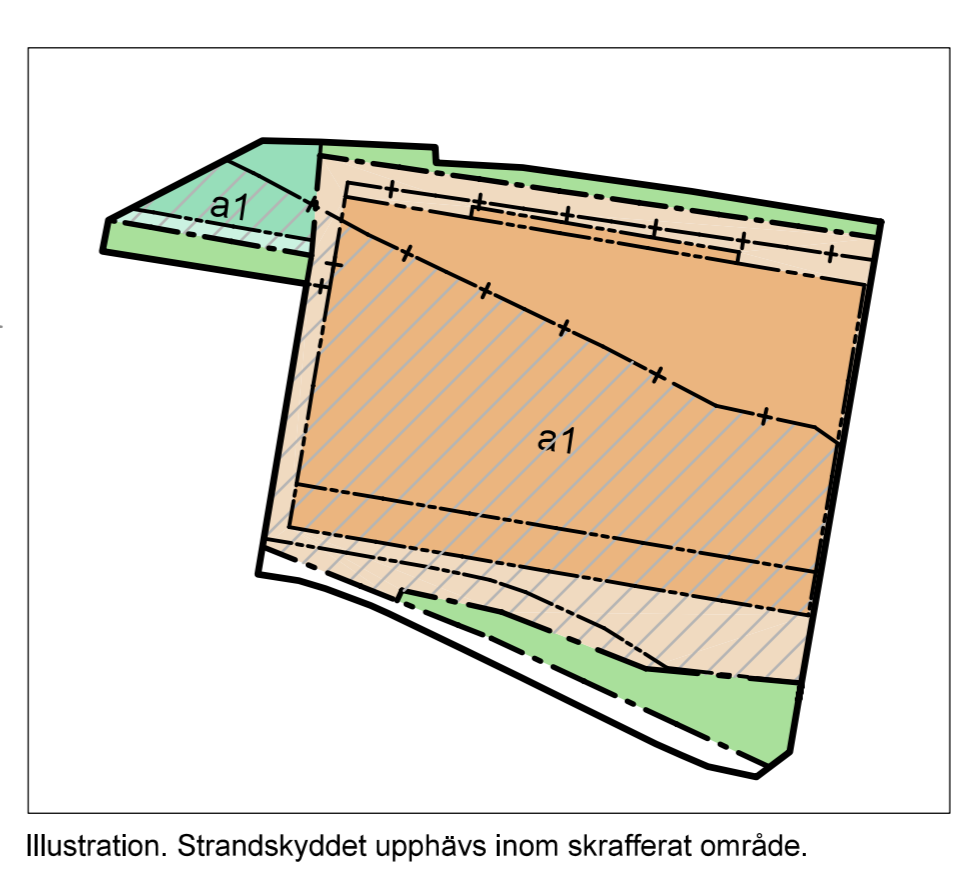 a1
a1
Illustration. Strandskyddet upphävs inom skrafferat område.